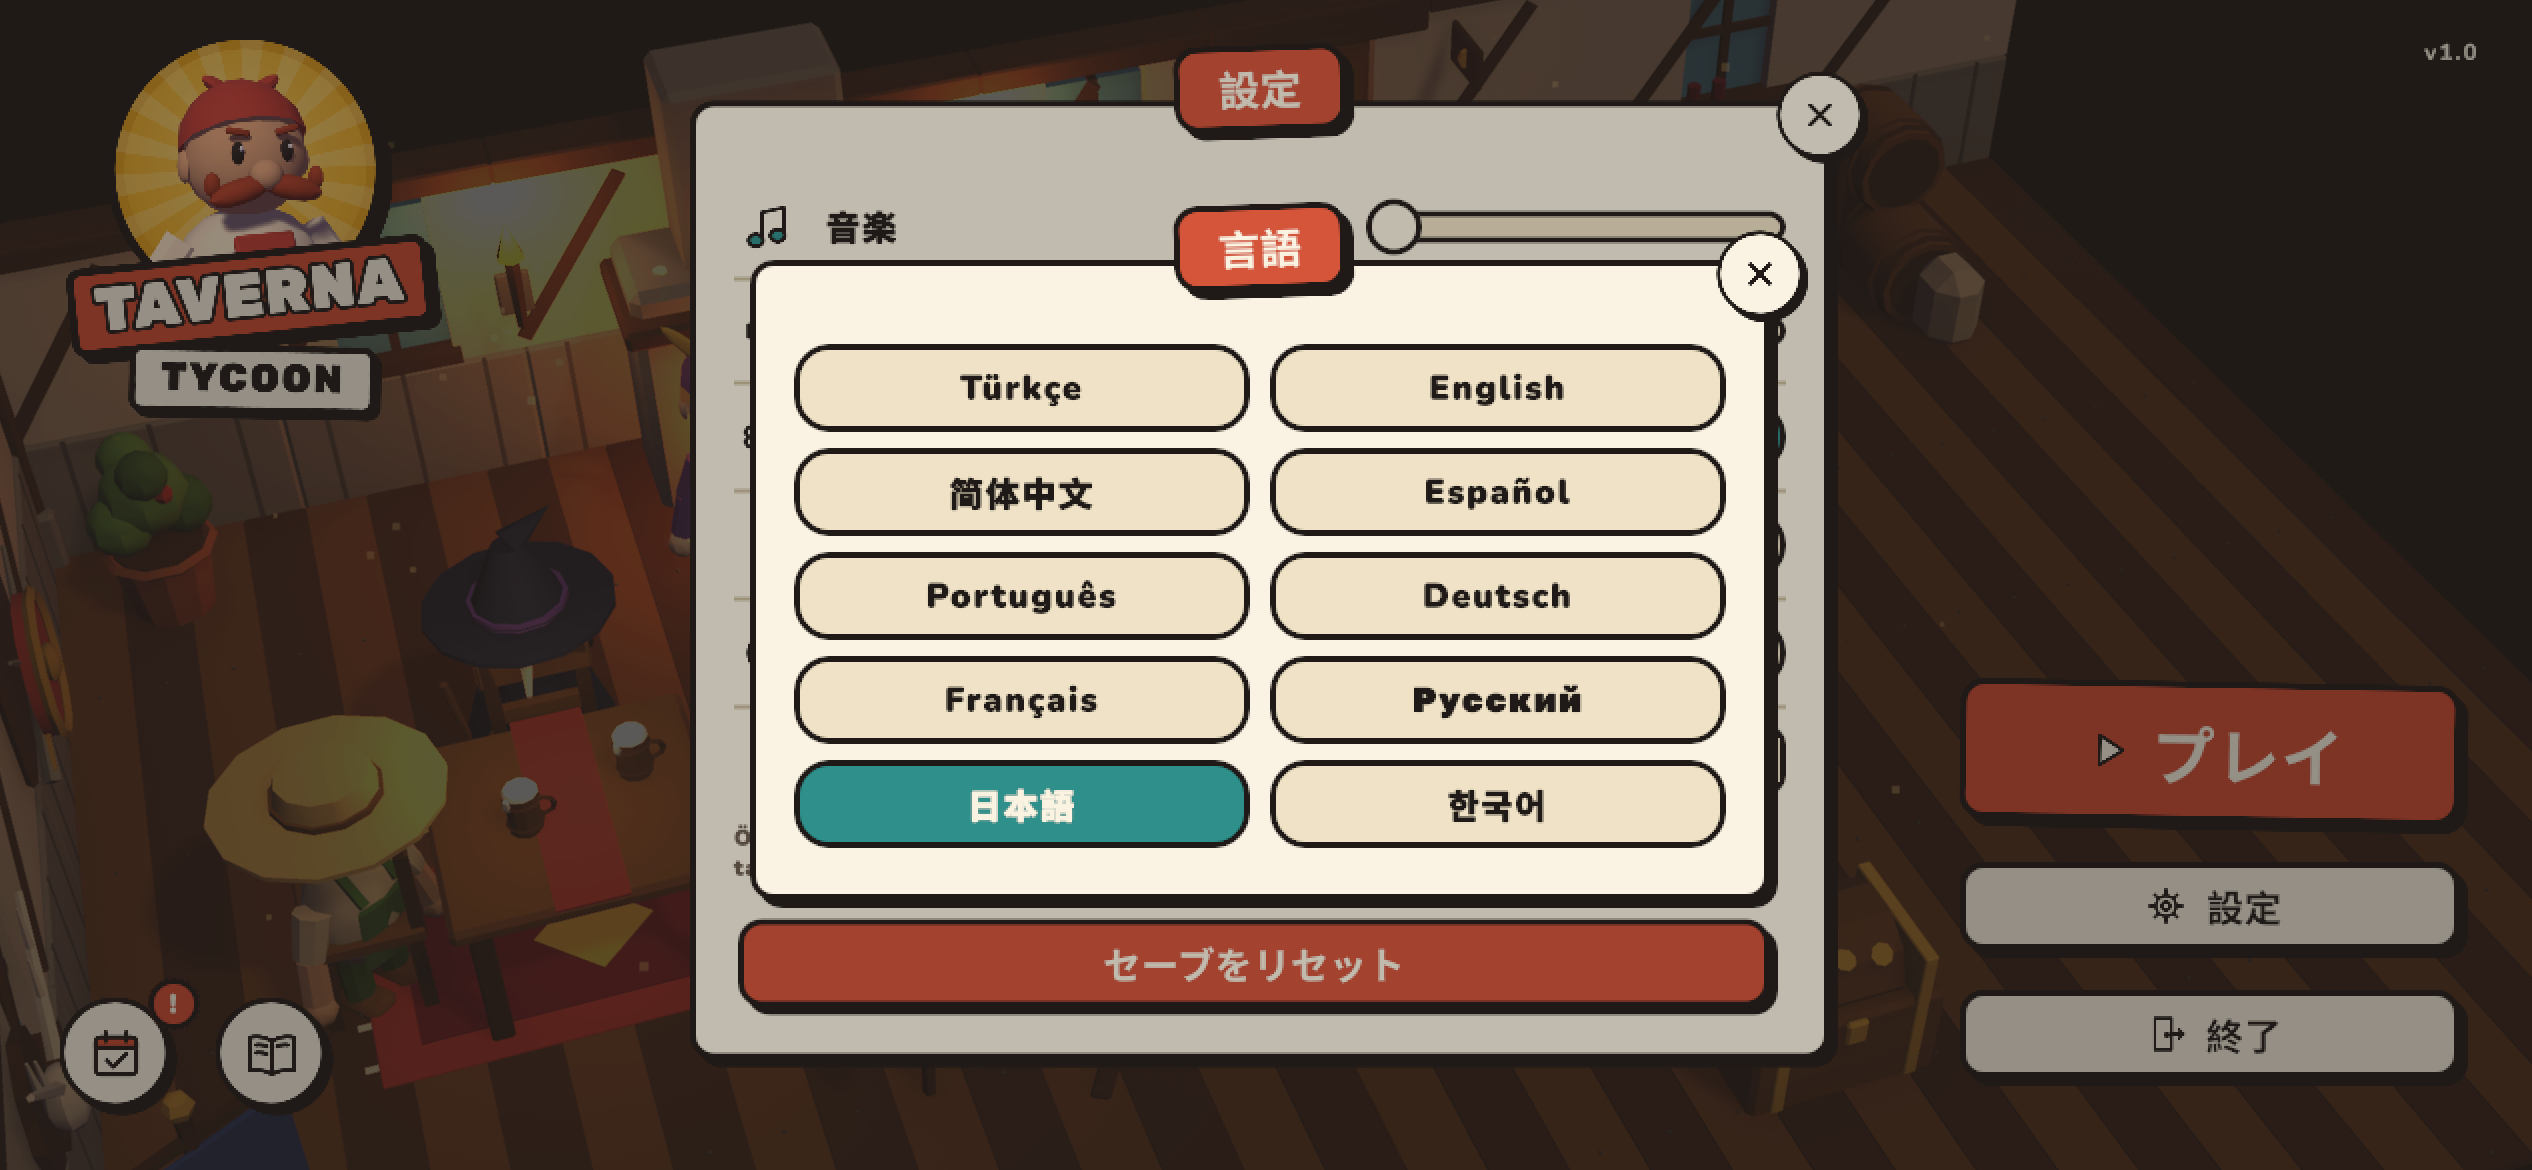 v1.0
設定
TAVERNA
TYCOON
音楽
言語
Türkçe
English
简体中文
Español
Português
Deutsch
Français
Русский
日本語
한국어
セーブをリセット
プレイ
設定
終了